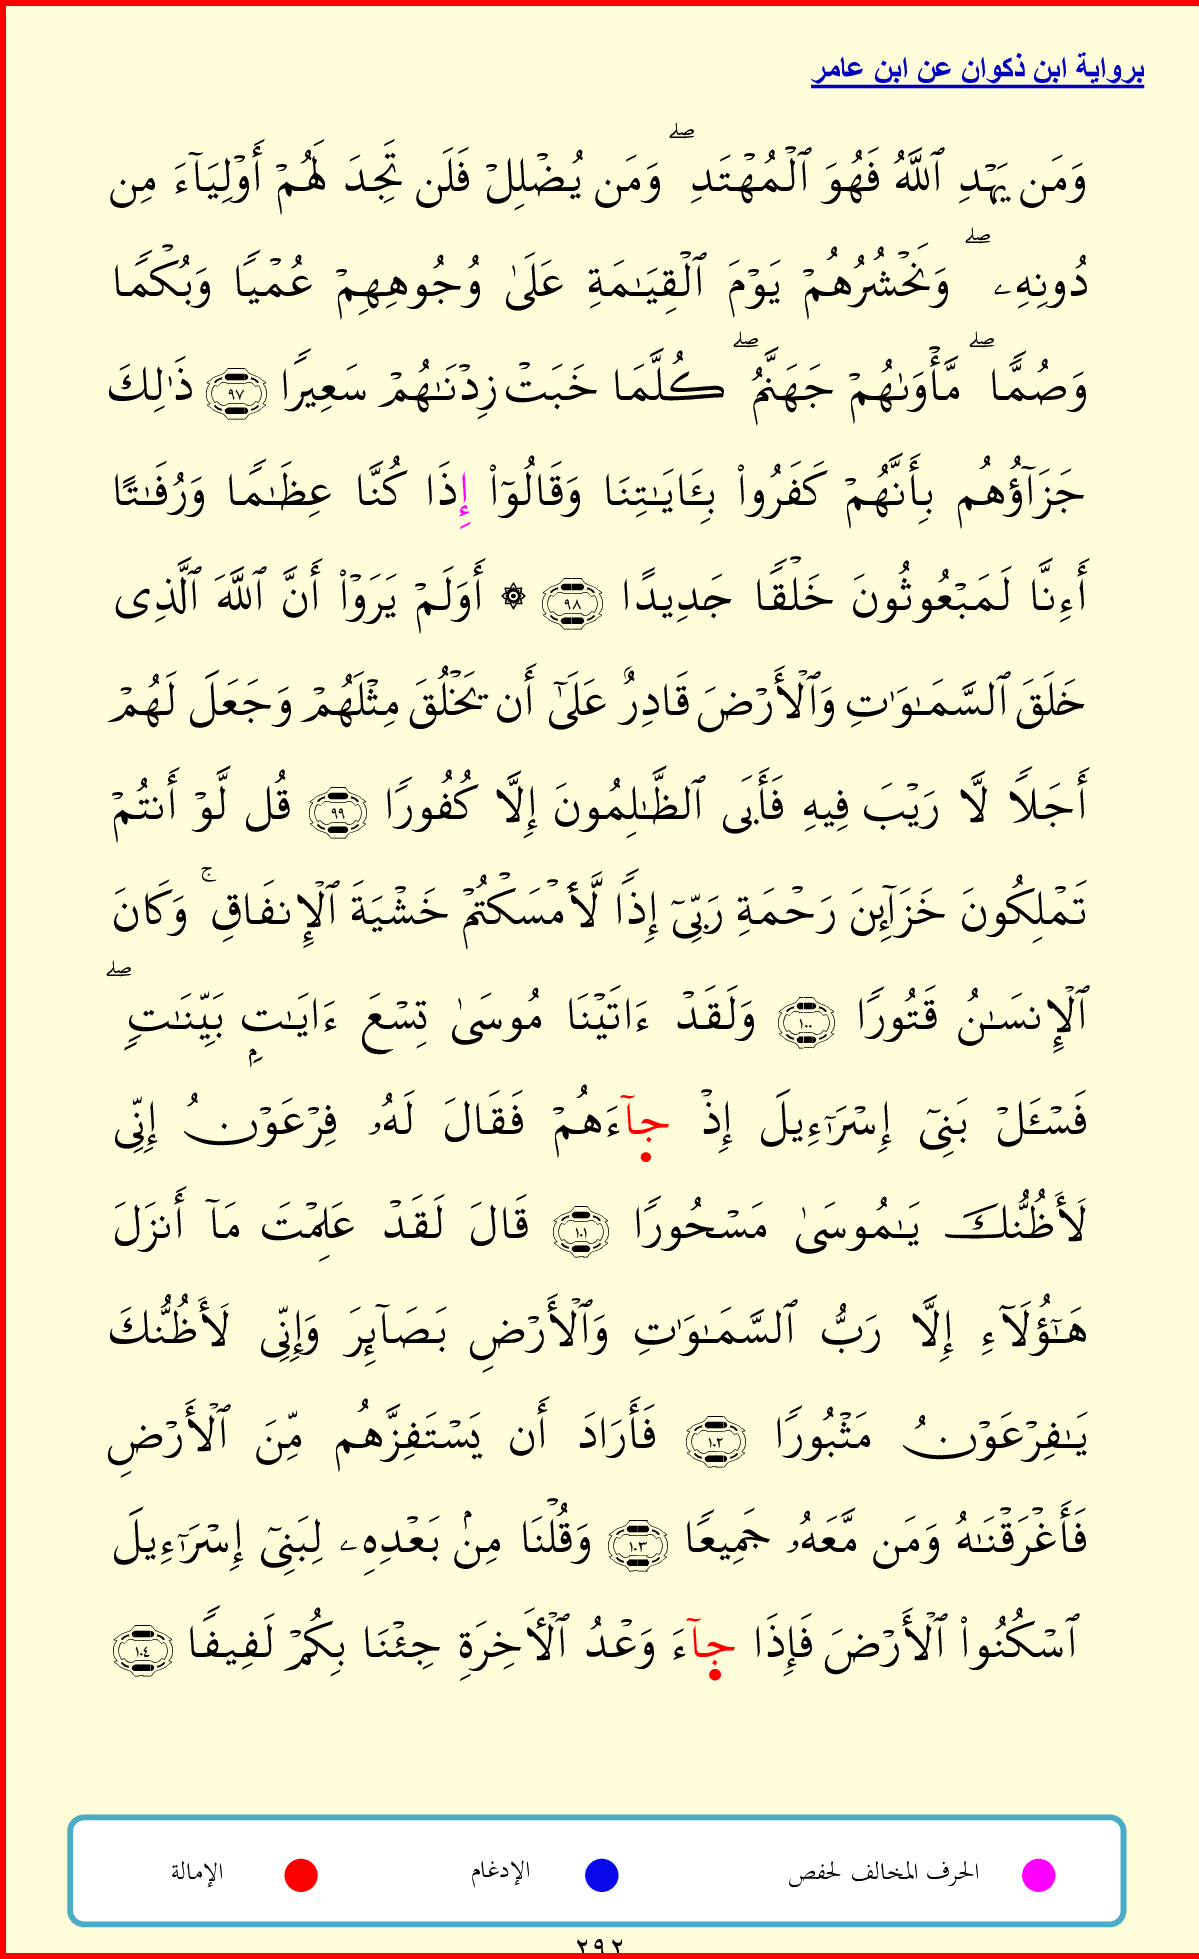 برواية ابن ذكوان عن ابن عامر
وَمَن يَهْدِ ٱللَّهُ فَهُوَ ٱلْمُهْتَدِ ۖ وَمَن يُضْلِلْ فَلَن تَجِدَ لَهُمْ أَوْلِيَآءَ مِن
دُونِهِۦ ۖ وَنَحْشُرُهُمْ يَوْمَ ٱلْقِيَـٰمَةِ عَلَىٰ وُجُوهِهِمْ عُمْيًا وَبُكْمًا
وَصُمًّا ۖ مَّأْوَىٰهُمْ جَهَنَّمُ ۖ كُلَّمَا خَبَتْ زِدْنَـٰهُمْ سَعِيرًا ٩٧ ذَٰلِكَ
جَزَآؤُهُم بِأَنَّهُمْ كَفَرُوا۟ بِـَٔايَـٰتِنَا وَقَالُوٓا۟ إِذَا كُنَّا عِظَـٰمًا وَرُفَـٰتًا
أَءِنَّا لَمَبْعُوثُونَ خَلْقًا جَدِيدًا ٩٨ ۞ أَوَلَمْ يَرَوْا۟ أَنَّ ٱللَّهَ ٱلَّذِى
خَلَقَ ٱلسَّمَـٰوَٰتِ وَٱلْأَرْضَ قَادِرٌ عَلَىٰٓ أَن يَخْلُقَ مِثْلَهُمْ وَجَعَلَ لَهُمْ
أَجَلًا لَّا رَيْبَ فِيهِ فَأَبَى ٱلظَّـٰلِمُونَ إِلَّا كُفُورًا ٩٩ قُل لَّوْ أَنتُمْ
تَمْلِكُونَ خَزَآئِنَ رَحْمَةِ رَبِّىٓ إِذًا لَّأَمْسَكْتُمْ خَشْيَةَ ٱلْإِنفَاقِ ۚ وَكَانَ
ٱلْإِنسَـٰنُ قَتُورًا ١٠٠ وَلَقَدْ ءَاتَيْنَا مُوسَىٰ تِسْعَ ءَايَـٰتٍۭ بَيِّنَـٰتٍ ۖ
فَسْـَٔلْ بَنِىٓ إِسْرَٰٓءِيلَ إِذْ جَآءَهُمْ فَقَالَ لَهُۥ فِرْعَوْنُ إِنِّى
لَأَظُنُّكَ يَـٰمُوسَىٰ مَسْحُورًا ١٠١ قَالَ لَقَدْ عَلِمْتَ مَآ أَنزَلَ
هَـٰٓؤُلَآءِ إِلَّا رَبُّ ٱلسَّمَـٰوَٰتِ وَٱلْأَرْضِ بَصَآئِرَ وَإِنِّى لَأَظُنُّكَ
يَـٰفِرْعَوْنُ مَثْبُورًا ١٠٢ فَأَرَادَ أَن يَسْتَفِزَّهُم مِّنَ ٱلْأَرْضِ
فَأَغْرَقْنَـٰهُ وَمَن مَّعَهُۥ جَمِيعًا ١٠٣ وَقُلْنَا مِنۢ بَعْدِهِۦ لِبَنِىٓ إِسْرَٰٓءِيلَ
ٱسْكُنُوا۟ ٱلْأَرْضَ فَإِذَا جَآءَ وَعْدُ ٱلْـَٔاخِرَةِ جِئْنَا بِكُمْ لَفِيفًا ١٠٤
الحرف المخالف لحفص الإدغام الإمالة
٢٩٢